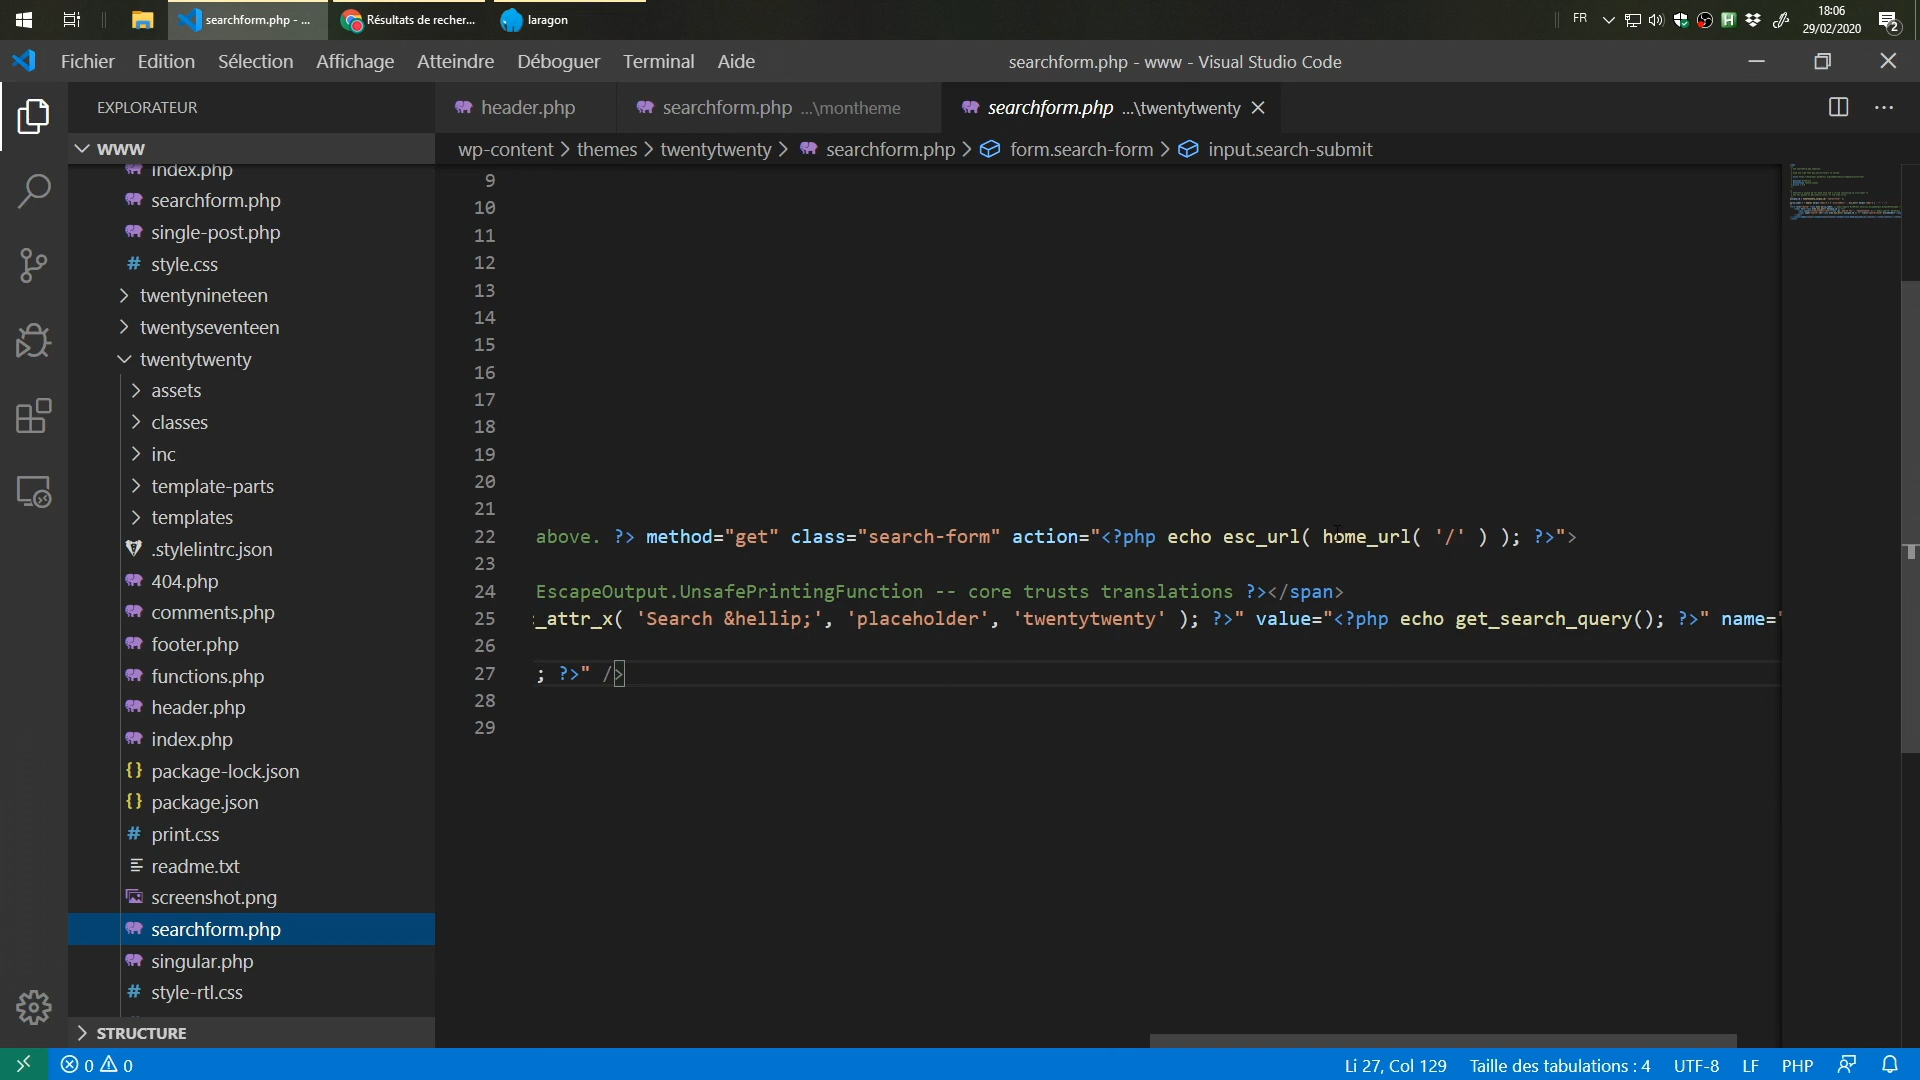 searchform.php - ...
Résultats de recher...
laragon
FR
18:06
29/02/2020
2
Fichier
Edition
Sélection
Affichage
Atteindre
Déboguer
Terminal
Aide
searchform.php - www - Visual Studio Code
EXPLORATEUR
header.php
searchform.php ...\montheme
searchform.php ...\twentytwenty
WWW
wp-content > themes > twentytwenty > searchform.php > form.search-form > input.search-submit
index.php
searchform.php
single-post.php
style.css
twentynineteen
twentyseventeen
twentytwenty
assets
classes
inc
template-parts
templates
.stylelintrc.json
404.php
comments.php
footer.php
functions.php
header.php
index.php
package-lock.json
package.json
print.css
readme.txt
screenshot.png
searchform.php
singular.php
style-rtl.css
STRUCTURE
9
10
11
12
13
14
15
16
17
18
19
20
21
22 above. ?> method="get" class="search-form" action="<?php echo esc_url( home_url( '/' ) ); ?>">
23
24 EscapeOutput.UnsafePrintingFunction -- core trusts translations ?></span>
25 _attr_x( 'Search &hellip;', 'placeholder', 'twentytwenty' ); ?>" value="<?php echo get_search_query(); ?>" name="
26
27 ; ?>" />
28
29
0
0
Li 27, Col 129
Taille des tabulations : 4
UTF-8
LF
PHP